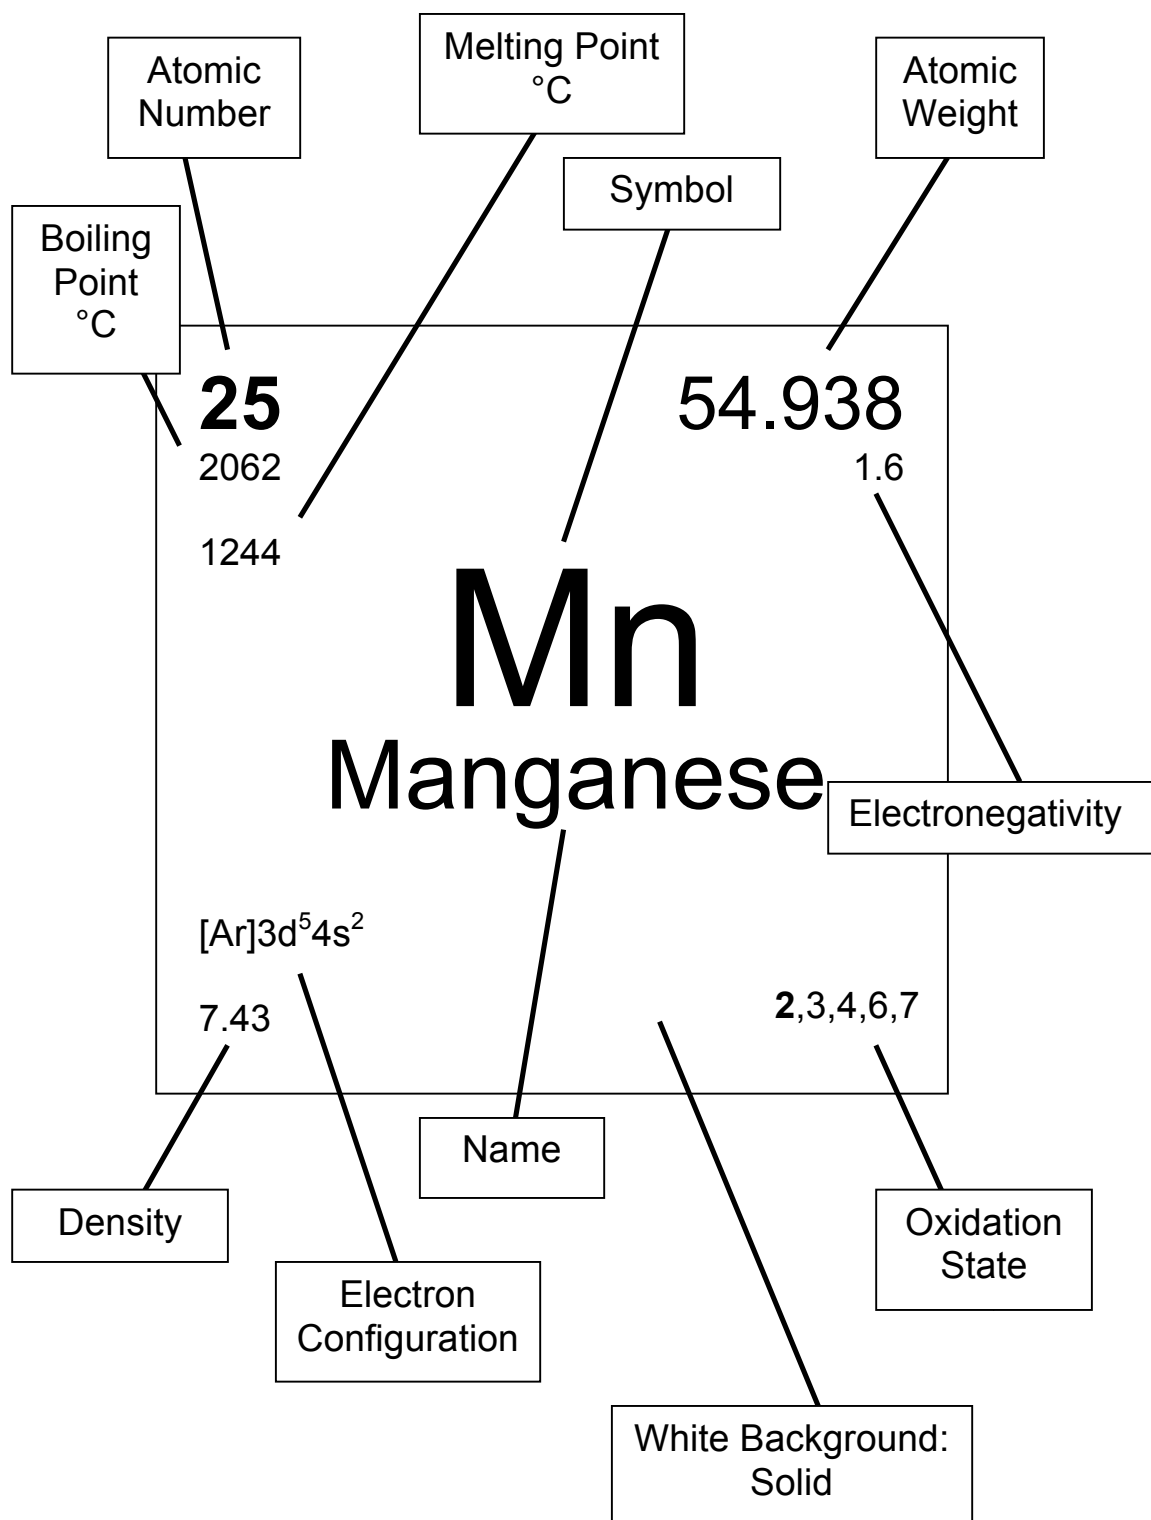 Melting Point
°C
Atomic
Number
Atomic
Weight
Symbol
Boiling
Point
°C
25
54.938
2062
1.6
1244
Mn
Manganese
Electronegativity
[Ar]3d⁵4s²
7.43
2,3,4,6,7
Name
Density
Oxidation
State
Electron
Configuration
White Background:
Solid